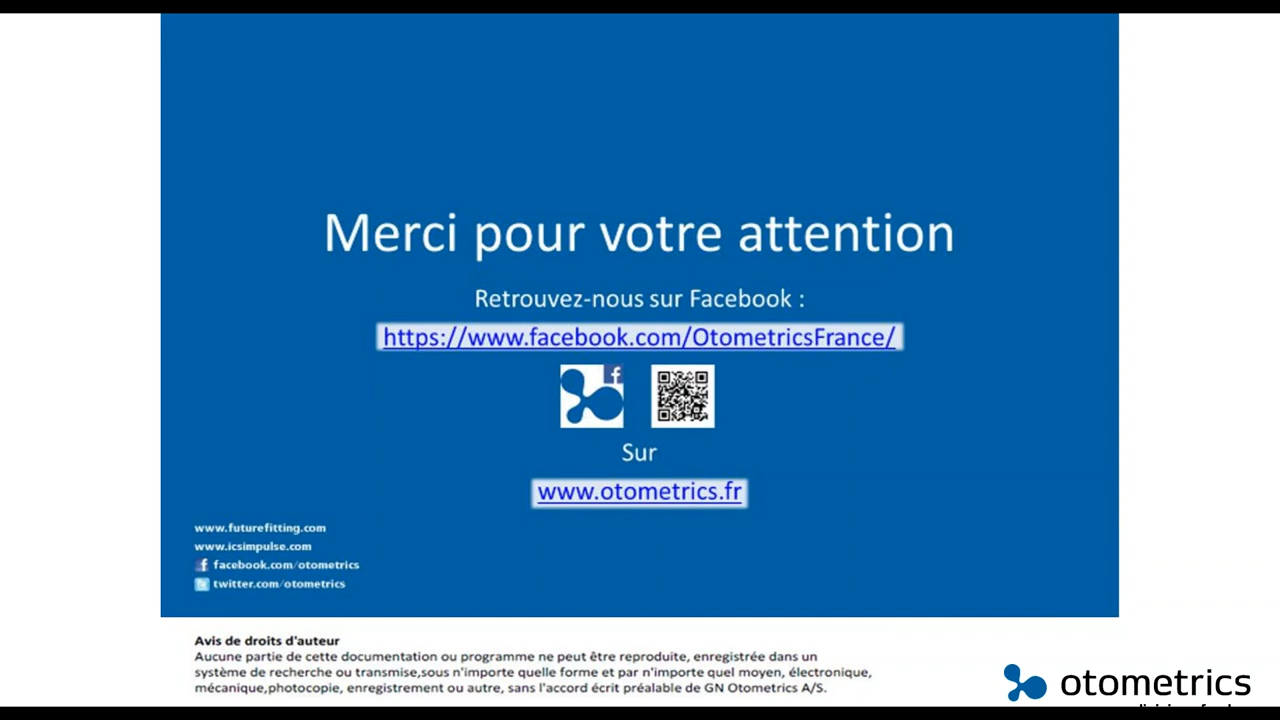 Merci pour votre attention
Retrouvez-nous sur Facebook :
https://www.facebook.com/OtometricsFrance/
Sur
www.otometrics.fr
www.futurefitting.com
www.icsimpulse.com
facebook.com/otometrics
twitter.com/otometrics
Avis de droits d'auteur
Aucune partie de cette documentation ou programme ne peut être reproduite, enregistrée dans un
système de recherche ou transmise,sous n'importe quelle forme et par n'importe quel moyen, électronique,
mécanique,photocopie, enregistrement ou autre, sans l'accord écrit préalable de GN Otometrics A/S.
otometrics